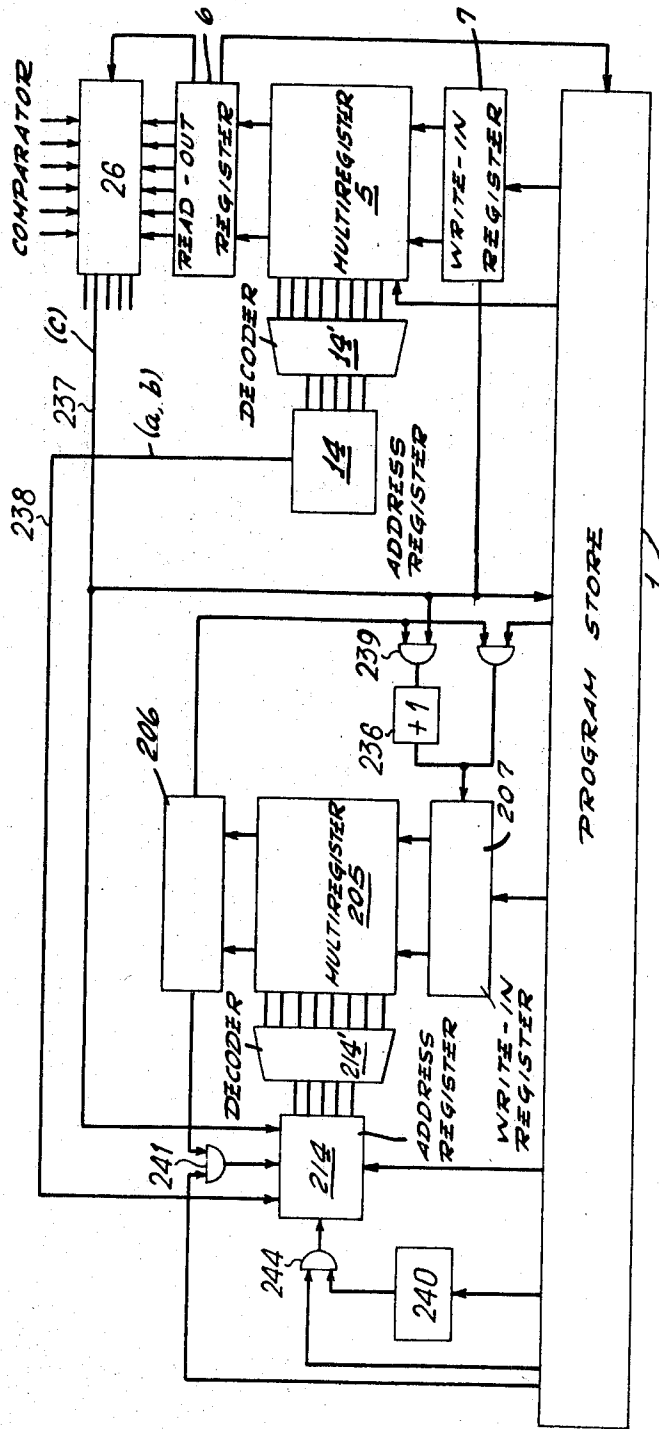 COMPARATOR
6
238
237
(c)
26
(a, b)
206
READ-OUT
REGISTER
241
DECODER
14'
14
MULTIREGISTER
5
ADDRESS
REGISTER
DECODER
214'
214
MULTIREGISTER
205
244
239
236
+1
7
WRITE-IN
REGISTER
240
ADDRESS
REGISTER
207
WRITE-IN
REGISTER
PROGRAM STORE
1